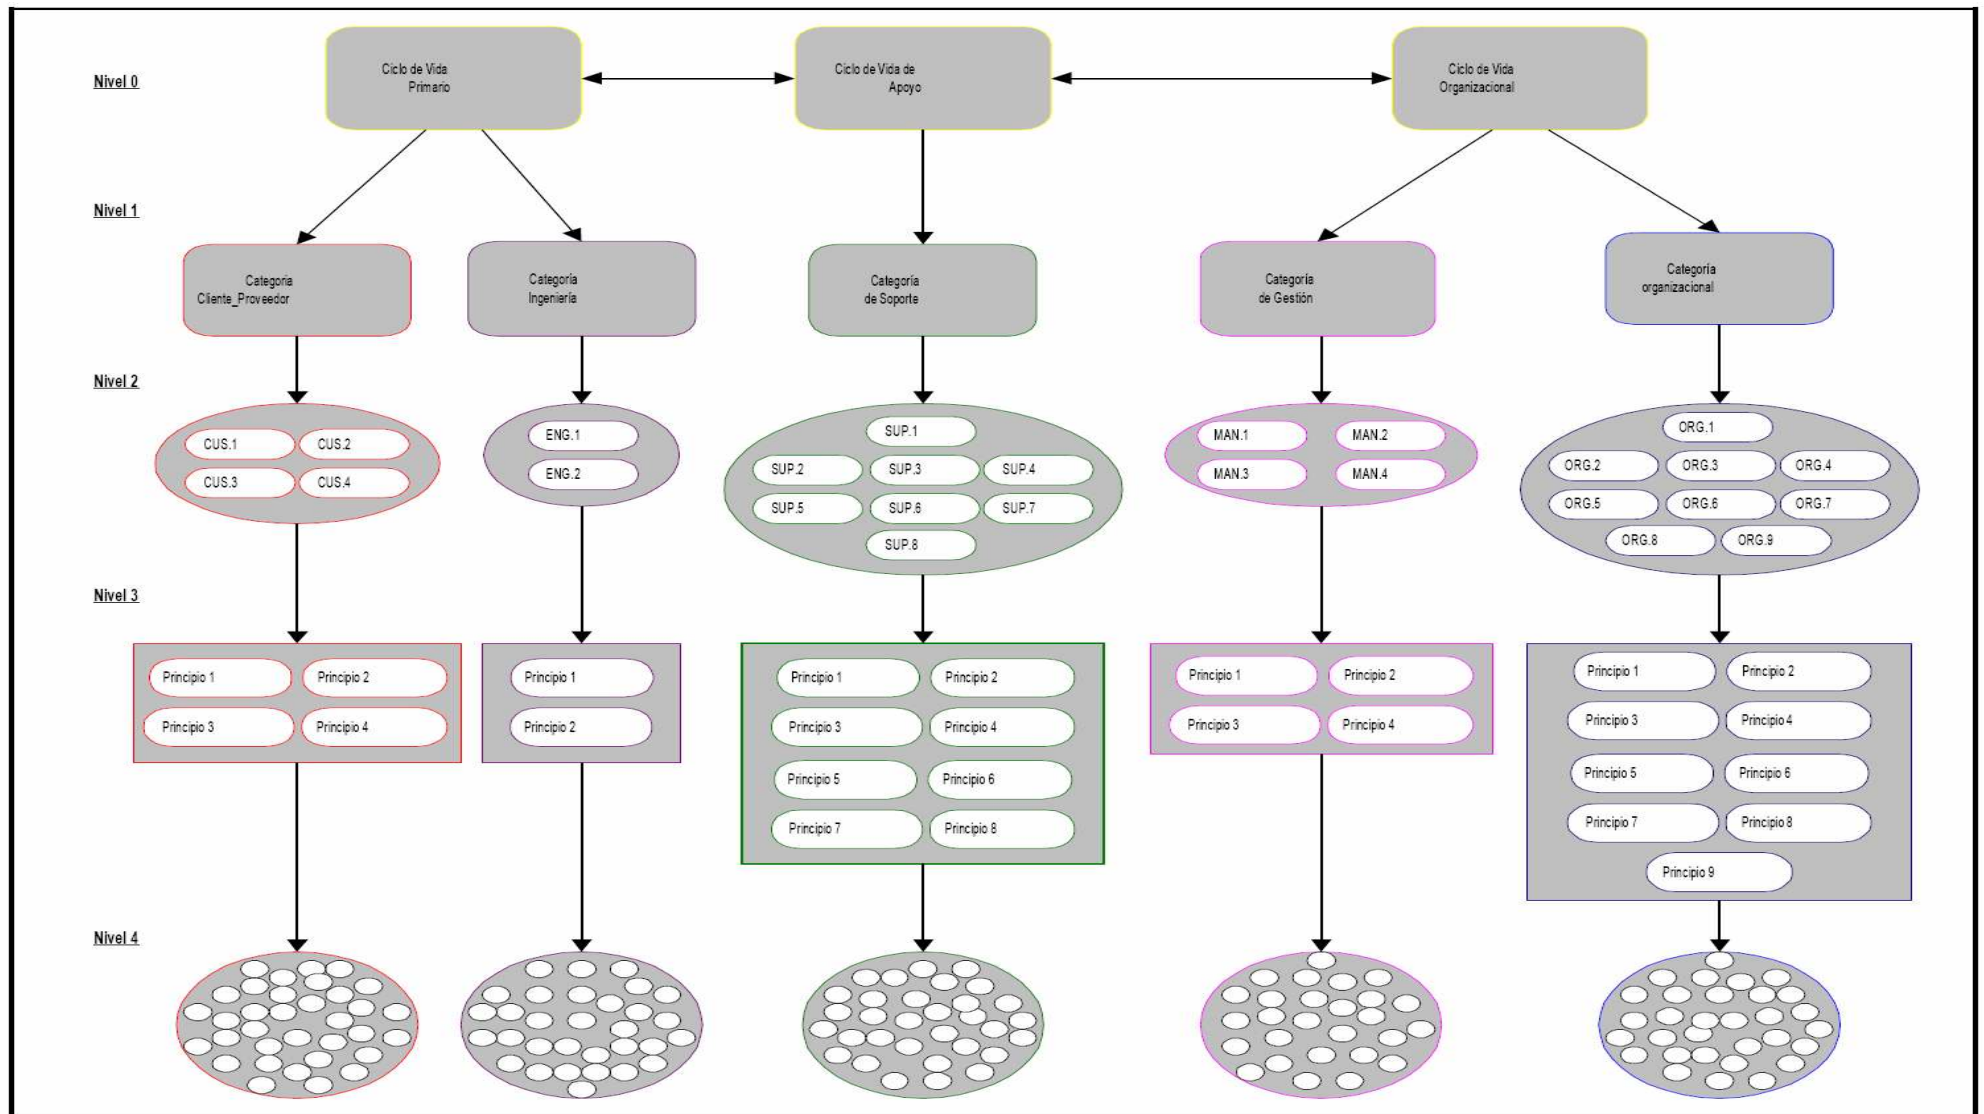 Nivel 0
Ciclo de Vida
Primario
Ciclo de Vida de
Apoyo
Ciclo de Vida
Organizacional
Nivel 1
Categoria
Cliente_Proveedor
Categoría
Ingeniería
Categoría
de Soporte
Categoría
de Gestión
Categoría
organizacional
Nivel 2
CUS.1
CUS.2
CUS.3
CUS.4
ENG.1
ENG.2
SUP.1
SUP.2
SUP.3
SUP.4
SUP.5
SUP.6
SUP.7
SUP.8
MAN.1
MAN.2
MAN.3
MAN.4
ORG.1
ORG.2
ORG.3
ORG.4
ORG.5
ORG.6
ORG.7
ORG.8
ORG.9
Nivel 3
Principio 1
Principio 2
Principio 3
Principio 4
Principio 1
Principio 2
Principio 1
Principio 2
Principio 3
Principio 4
Principio 5
Principio 6
Principio 7
Principio 8
Principio 1
Principio 2
Principio 3
Principio 4
Principio 1
Principio 2
Principio 3
Principio 4
Principio 5
Principio 6
Principio 7
Principio 8
Principio 9
Nivel 4